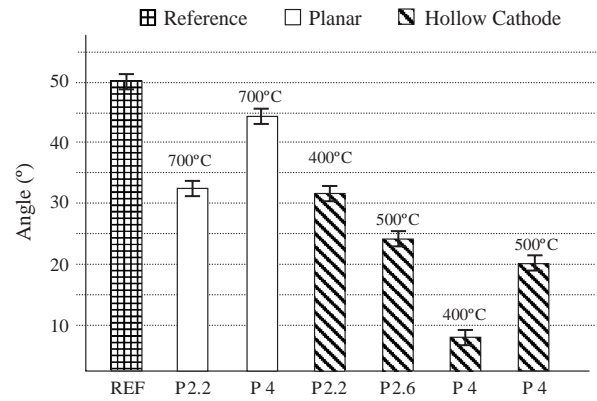 Reference Planar Hollow Cathode
50
40
30
20
10
Angle (º)
700ºC
700ºC
400ºC
500ºC
400ºC
500ºC
REF P2.2 P 4 P2.2 P2.6 P 4 P 4